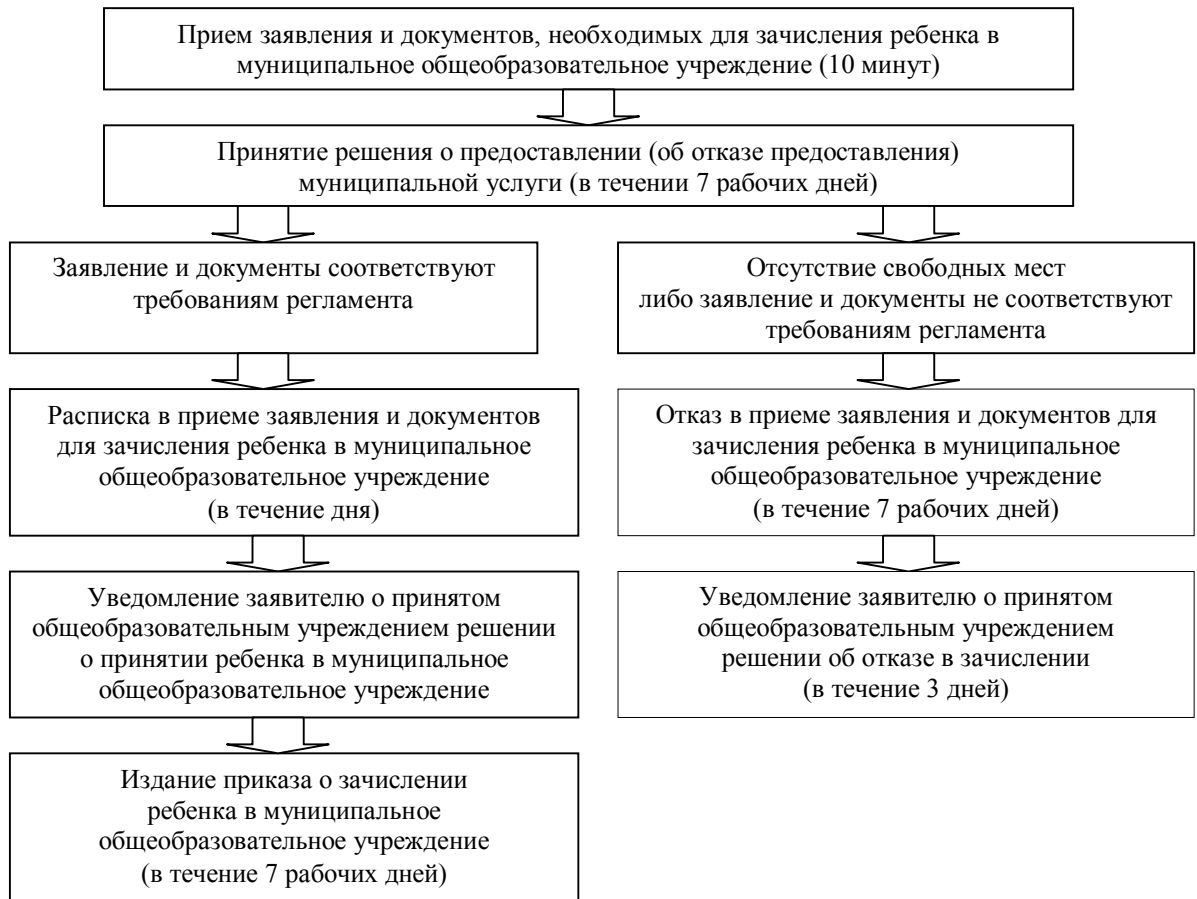 Прием заявления и документов, необходимых для зачисления ребенка в
муниципальное общеобразовательное учреждение (10 минут)
Принятие решения о предоставлении (об отказе предоставления)
муниципальной услуги (в течении 7 рабочих дней)
Заявление и документы соответствуют
требованиям регламента
Отсутствие свободных мест
либо заявление и документы не соответствуют
требованиям регламента
Расписка в приеме заявления и документов
для зачисления ребенка в муниципальное
общеобразовательное учреждение
(в течение дня)
Отказ в приеме заявления и документов для
зачисления ребенка в муниципальное
общеобразовательное учреждение
(в течение 7 рабочих дней)
Уведомление заявителю о принятом
общеобразовательным учреждением решении
о принятии ребенка в муниципальное
общеобразовательное учреждение
Уведомление заявителю о принятом
общеобразовательным учреждением
решении об отказе в зачислении
(в течение 3 дней)
Издание приказа о зачислении
ребенка в муниципальное
общеобразовательное учреждение
(в течение 7 рабочих дней)